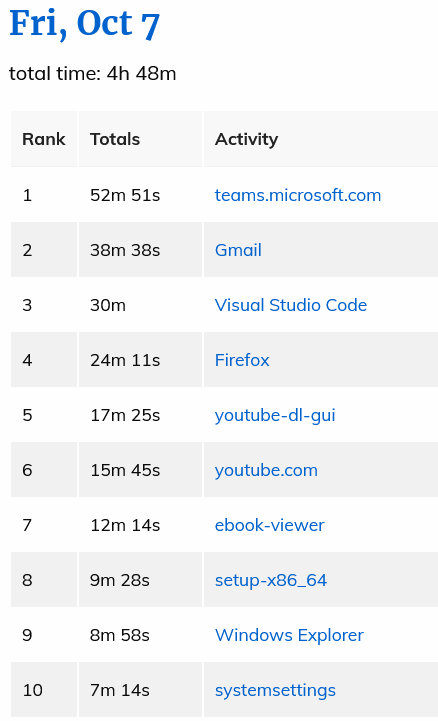 Fri, Oct 7
total time: 4h 48m
Rank Totals Activity
1 52m 51s teams.microsoft.com
2 38m 38s Gmail
3 30m Visual Studio Code
4 24m 11s Firefox
5 17m 25s youtube-dl-gui
6 15m 45s youtube.com
7 12m 14s ebook-viewer
8 9m 28s setup-x86_64
9 8m 58s Windows Explorer
10 7m 14s systemsettings